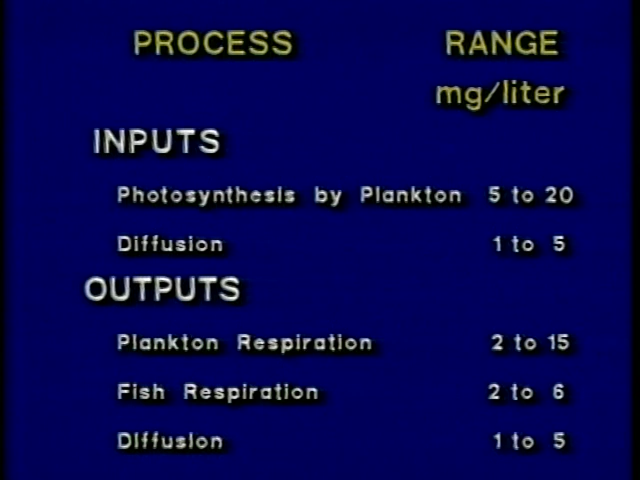 PROCESS RANGE
mg/liter
INPUTS
Photosynthesis by Plankton 5 to 20
Diffusion 1 to 5
OUTPUTS
Plankton Respiration 2 to 15
Fish Respiration 2 to 6
Diffusion 1 to 5